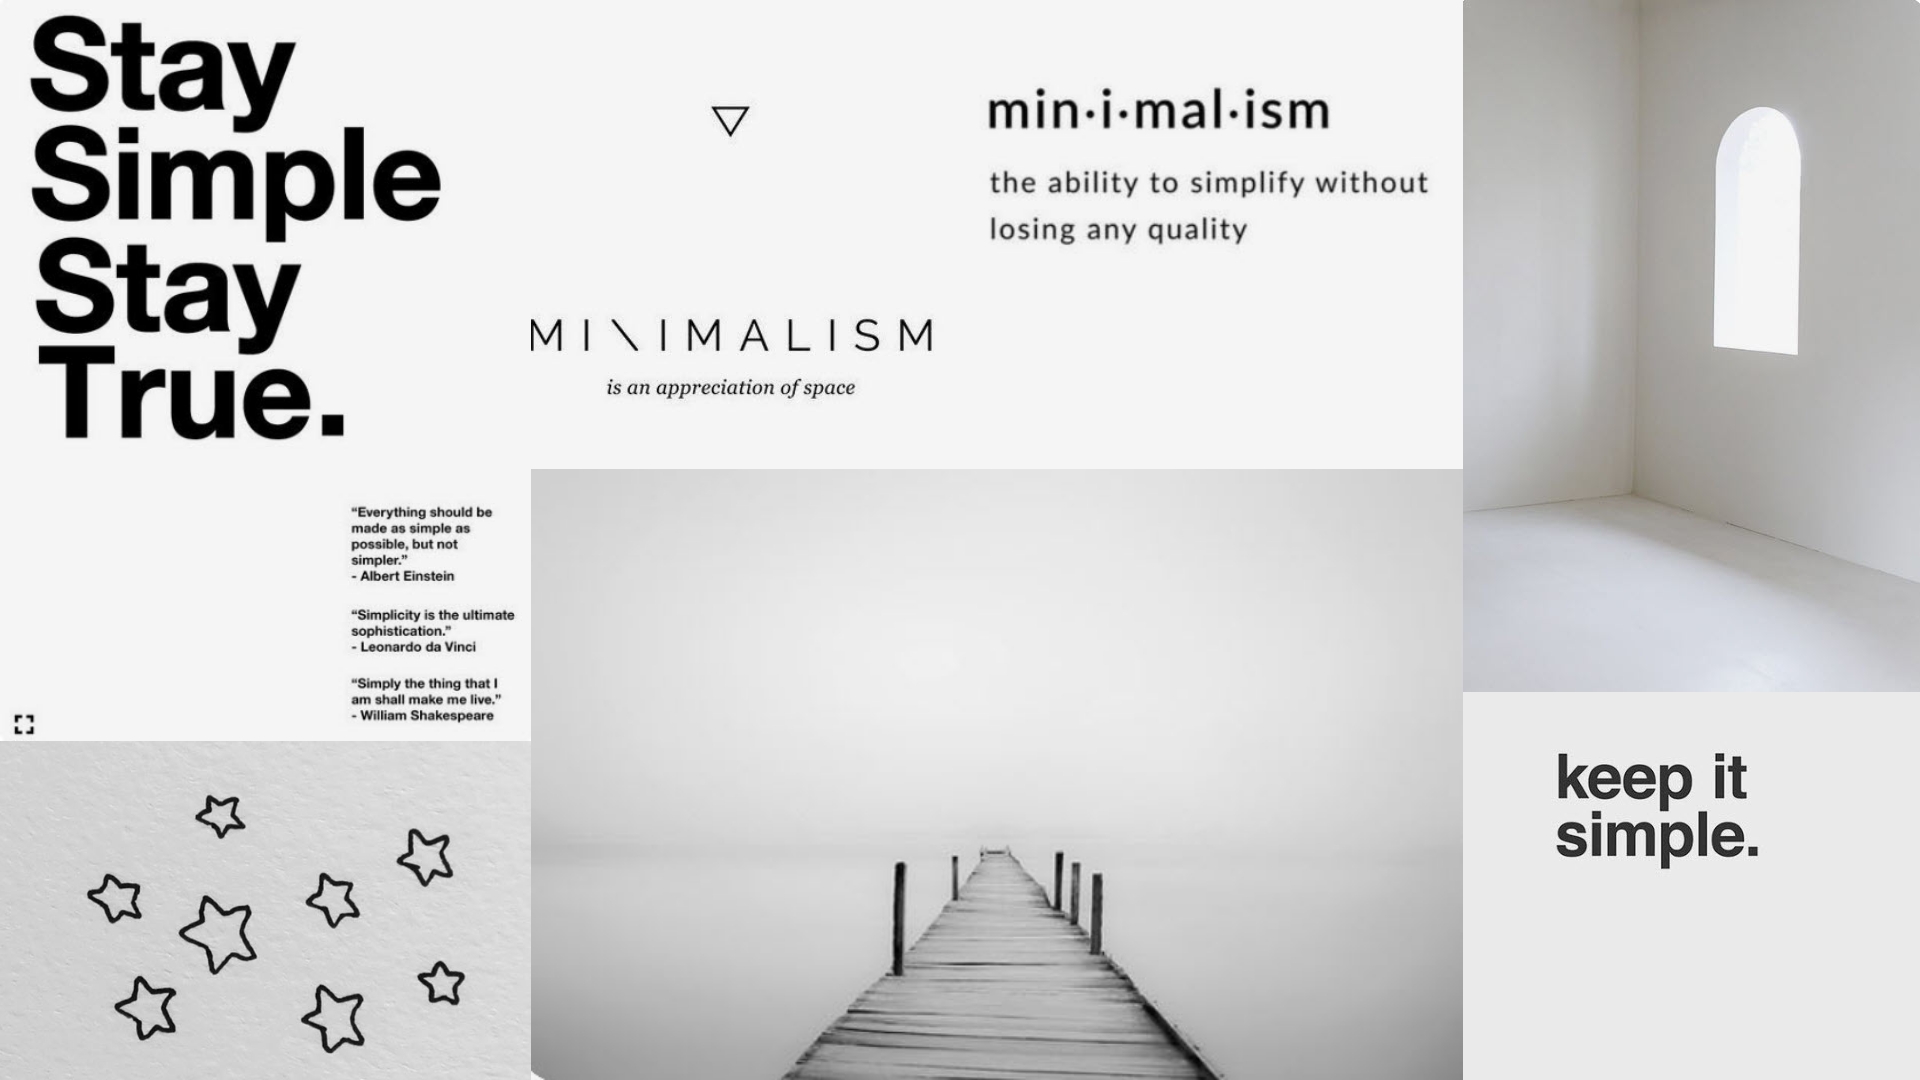 Stay
Simple
Stay
True.
“Everything should be
made as simple as
possible, but not
simpler.”
- Albert Einstein
“Simplicity is the ultimate
sophistication.”
- Leonardo da Vinci
“Simply the thing that I
am shall make me live.”
- William Shakespeare
MI\IMALISM
is an appreciation of space
min·i·mal·ism
the ability to simplify without
losing any quality
keep it
simple.